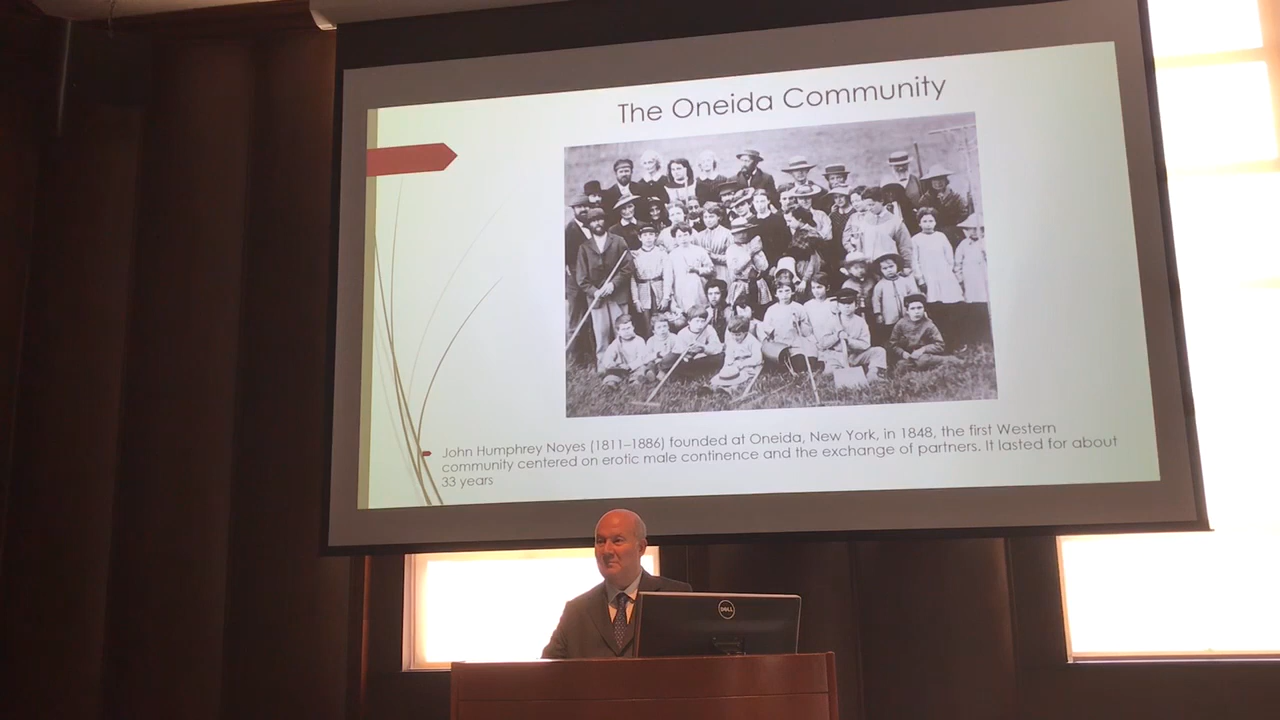 The Oneida Community
John Humphrey Noyes (1811–1886) founded at Oneida, New York, in 1848, the first Western
community centered on erotic male continence and the exchange of partners. It lasted for about
33 years
DELL